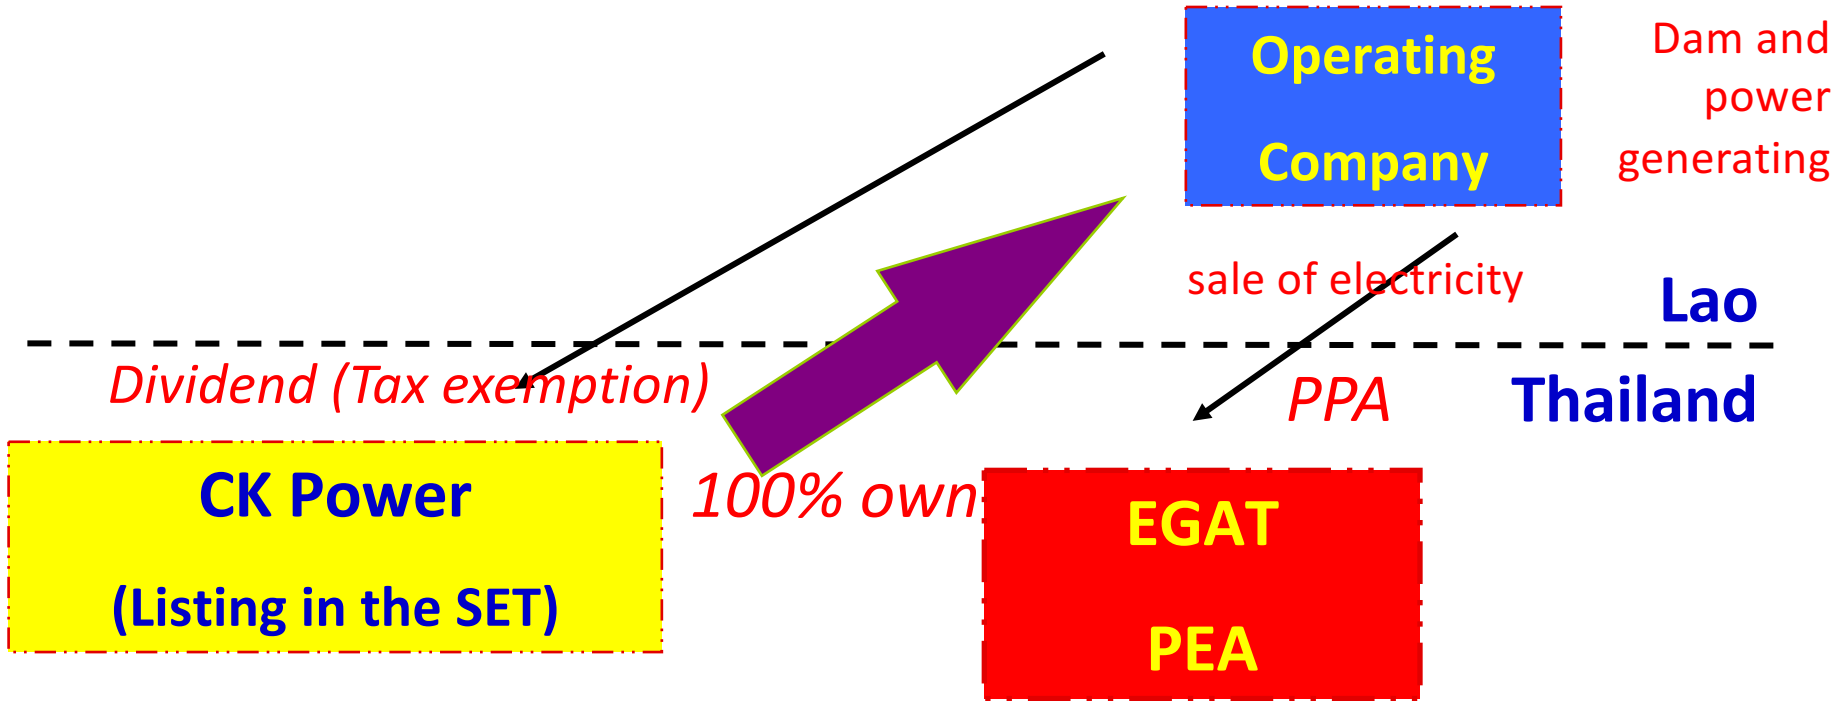 Operating
Company
Dam and
power
generating
sale of electricity
Lao
Dividend (Tax exemption)
PPA
Thailand
CK Power
(Listing in the SET)
100% own
EGAT
PEA